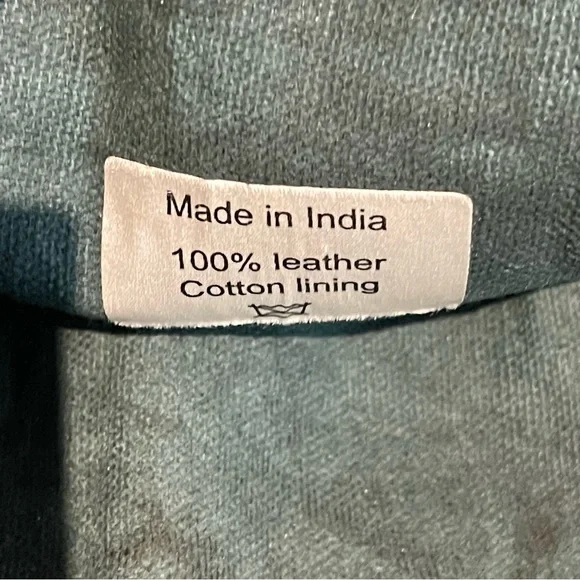 Made in India
100% leather
Cotton lining